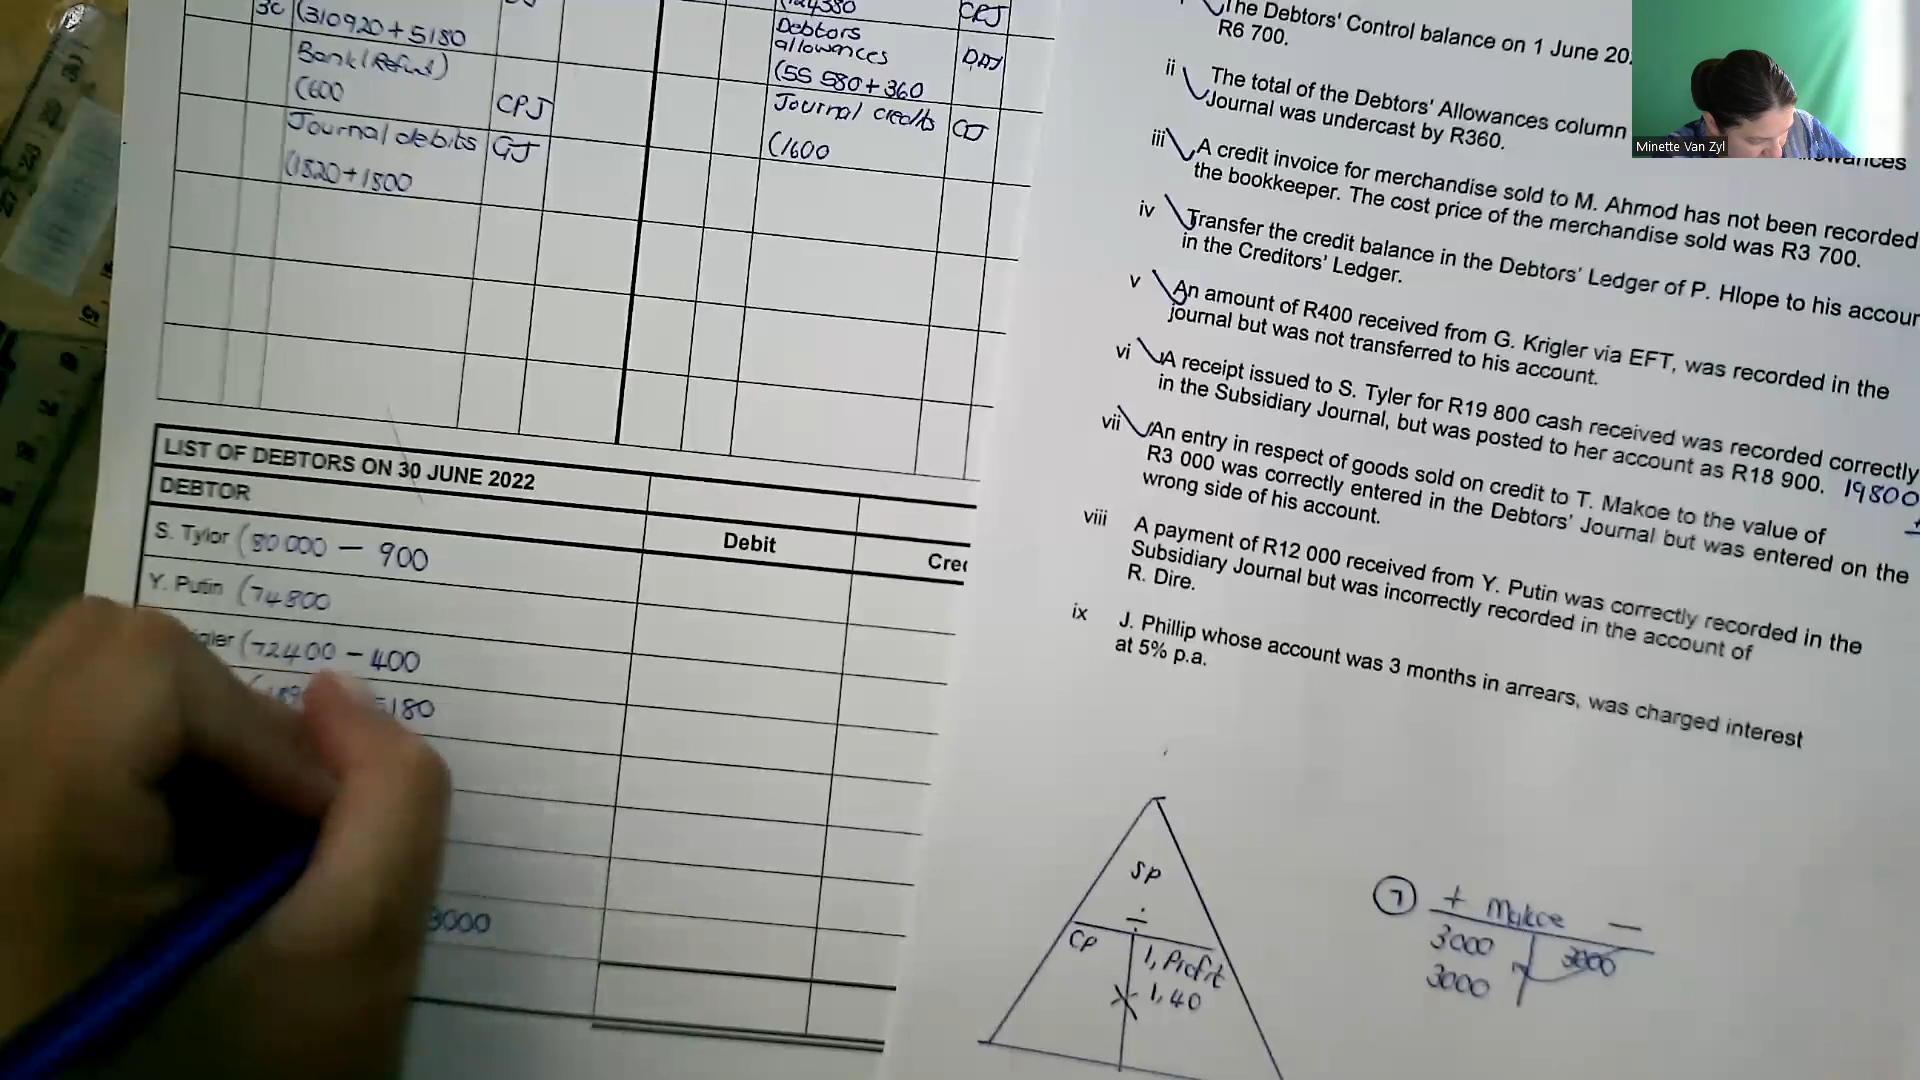 3c (310920+5180
Bank (Refund)
(600 CPJ
Journal debits GJ
(1520+1500
CRJ
Debtors
allowances DAJ
(55 580+360
Journal credits GJ
(1600
The Debtors' Control balance on 1 June 20
R6 700.
ii The total of the Debtors' Allowances column
Journal was undercast by R360.
iii A credit invoice for merchandise sold to M. Ahmod has not been recorded
the bookkeeper. The cost price of the merchandise sold was R3 700.
iv Transfer the credit balance in the Debtors' Ledger of P. Hlope to his accoun
in the Creditors' Ledger.
v An amount of R400 received from G. Krigler via EFT, was recorded in the
journal but was not transferred to his account.
vi A receipt issued to S. Tyler for R19 800 cash received was recorded correctly
in the Subsidiary Journal, but was posted to her account as R18 900. 19800
vii An entry in respect of goods sold on credit to T. Makoe to the value of
R3 000 was correctly entered in the Debtors' Journal but was entered on the
wrong side of his account.
viii A payment of R12 000 received from Y. Putin was correctly recorded in the
Subsidiary Journal but was incorrectly recorded in the account of
R. Dire.
ix J. Phillip whose account was 3 months in arrears, was charged interest
at 5% p.a.
Minette Van Zyl
LIST OF DEBTORS ON 30 JUNE 2022
DEBTOR
Debit
Cre
S. Tylor (80 000 – 900
Y. Putin (74800
gler (72400 – 400
5180
3000
SP
÷
CP
1, Profit
1,40
7 + Makoe –
3000 3000
3000